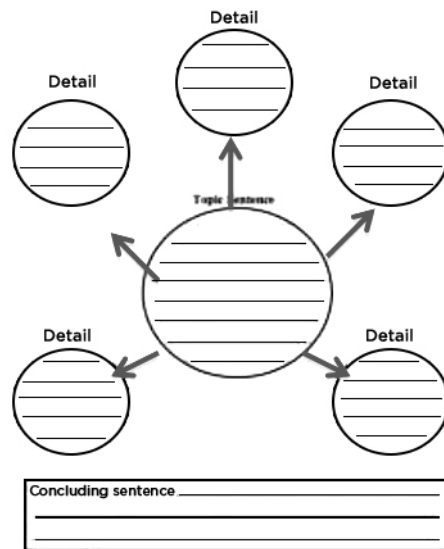 Detail
Detail
Detail
Topic Sentence
Detail
Detail
Concluding sentence